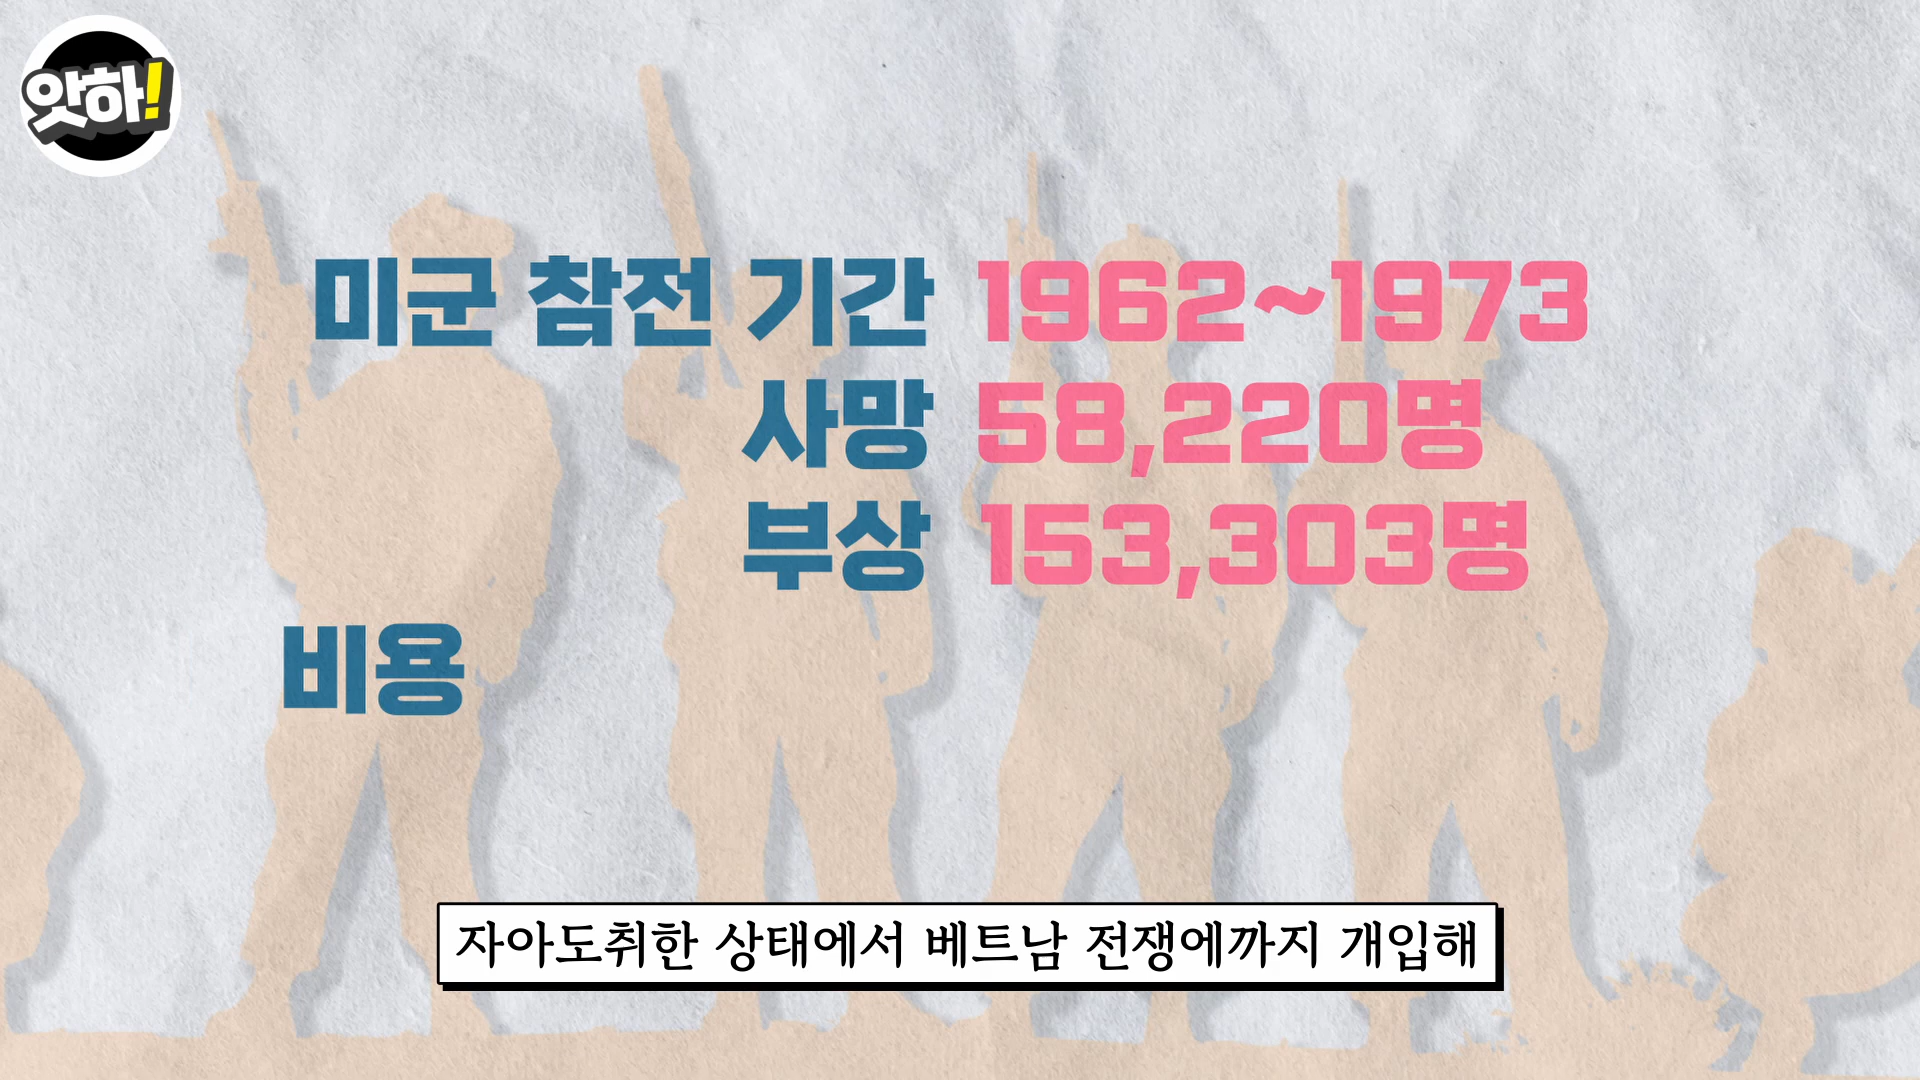 앗하!
미군 참전 기간 1962~1973
사망 58,220명
부상 153,303명
비용
자아도취한 상태에서 베트남 전쟁에까지 개입해